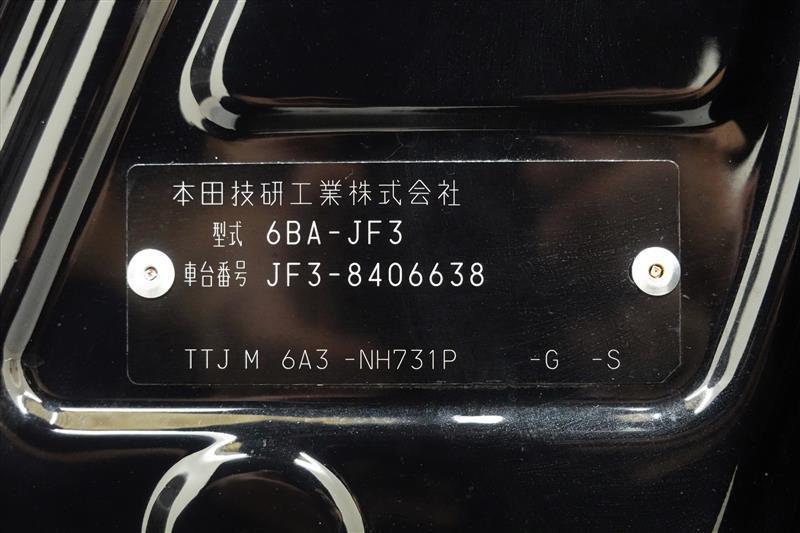 本田技研工業株式会社
型式 6BA-JF3
車台番号 JF3-8406638
TTJ M 6A3 -NH731P -G -S